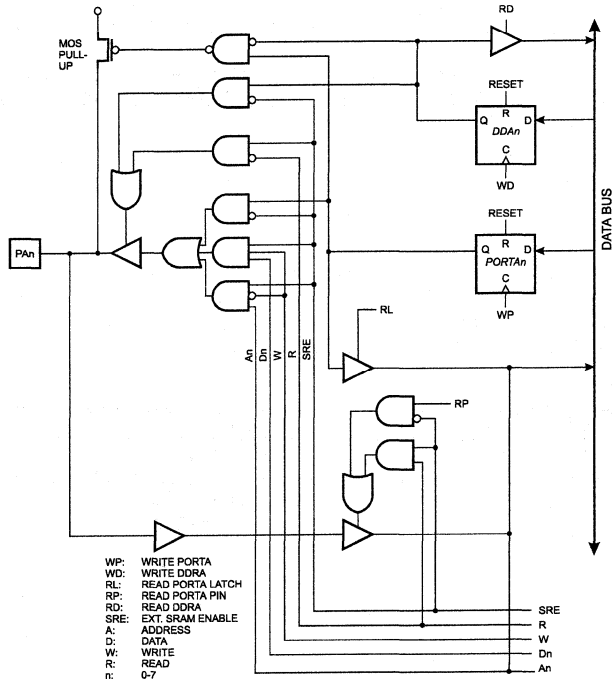 RD
MOS
PULL-
UP
RESET
R
Q D
DDAn
C
WD
RESET
R
Q D
PORTAn
C
WP
DATA BUS
PAn
RL
An
Dn
W
R
SRE
RP
WP: WRITE PORTA
WD: WRITE DDRA
RL: READ PORTA LATCH
RP: READ PORTA PIN
RD: READ DDRA
SRE: EXT. SRAM ENABLE
A: ADDRESS
D: DATA
W: WRITE
R: READ
n: 0-7
SRE
R
W
Dn
An